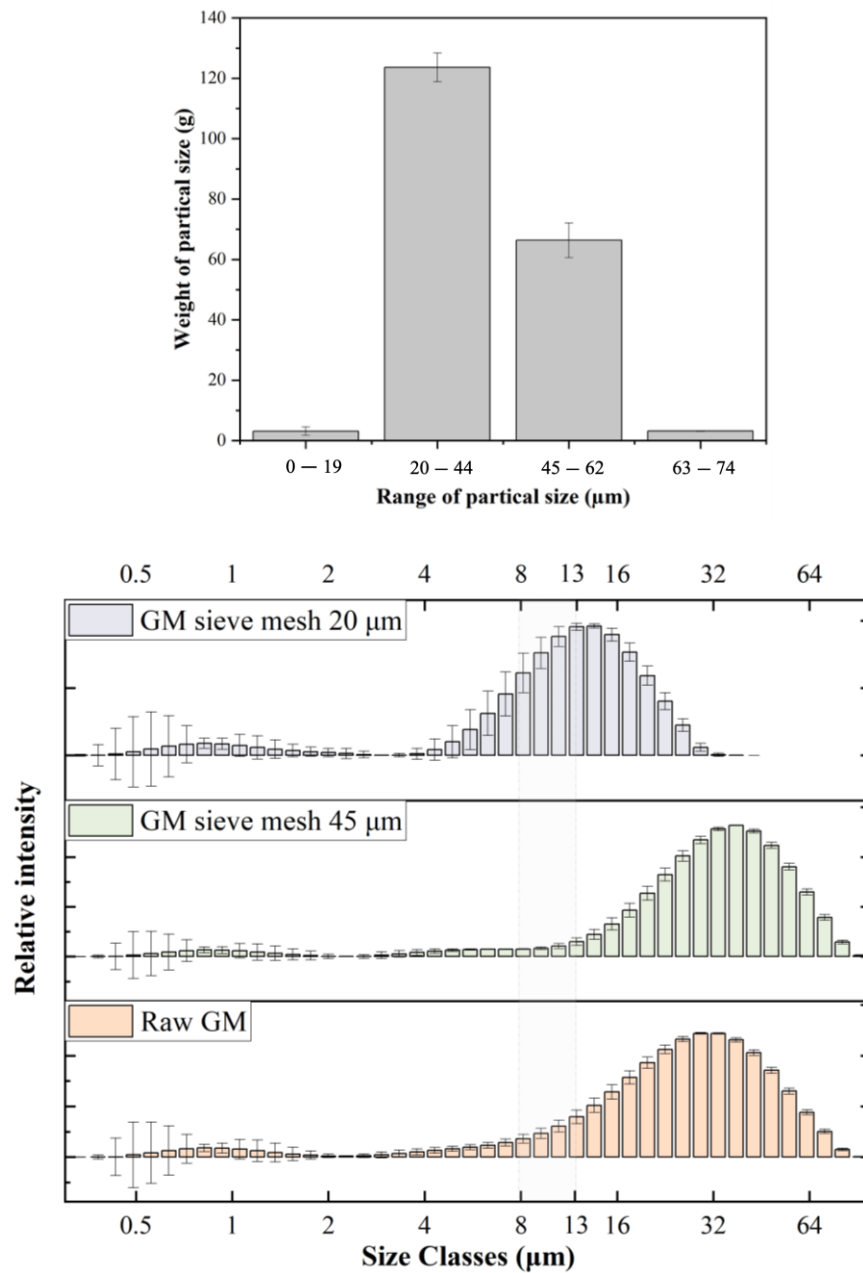 140
120
100
80
60
40
20
0
Weight of partical size (g)
0 – 19 20 – 44 45 – 62 63 – 74
Range of partical size (μm)
0.5 1 2 4 8 13 16 32 64
GM sieve mesh 20 μm
GM sieve mesh 45 μm
Raw GM
Relative intensity
0.5 1 2 4 8 13 16 32 64
Size Classes (μm)